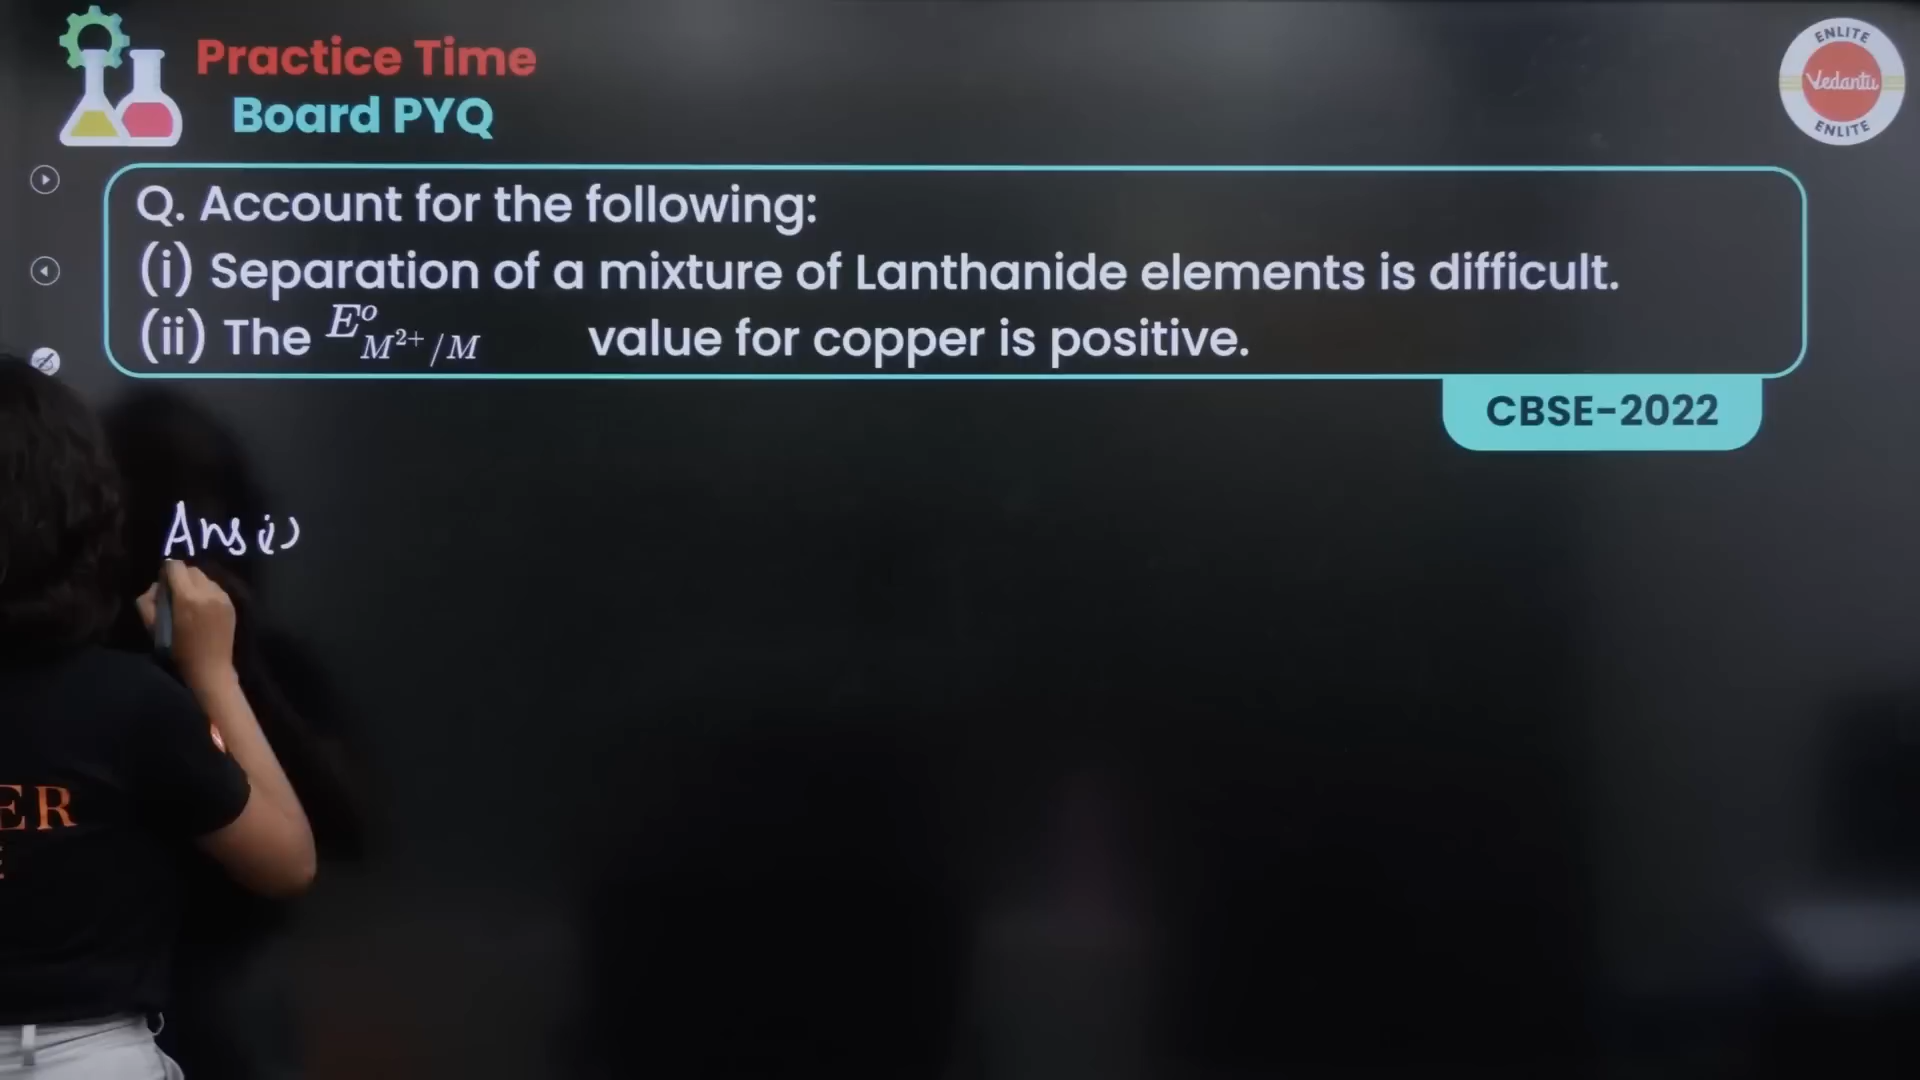 Practice Time
Board PYQ
ENLITE
Vedantu
ENLITE
Q. Account for the following:
(i) Separation of a mixture of Lanthanide elements is difficult.
(ii) The E°M²⁺/M value for copper is positive.
CBSE-2022
Ans i)
ER